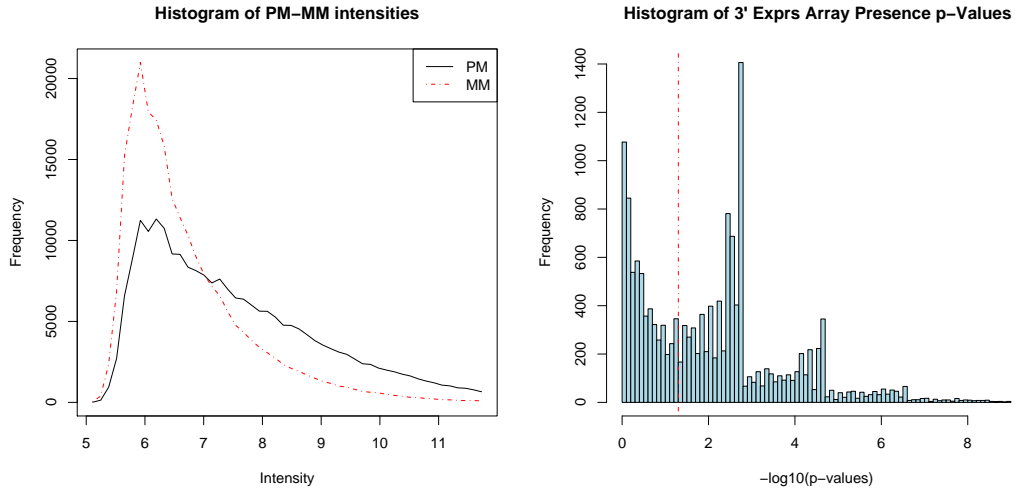 Histogram of PM−MM intensities
PM
MM
0
5000
10000
15000
20000
Frequency
5 6 7 8 9 10 11
Intensity
Histogram of 3' Exprs Array Presence p−Values
0
200
400
600
800
1000
1200
1400
Frequency
0 2 4 6 8
−log10(p−values)